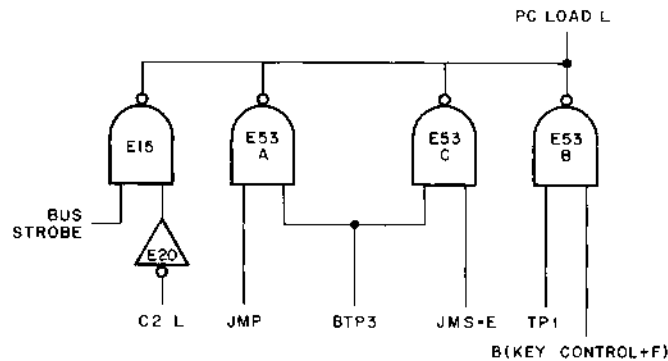 PC LOAD L
E15
E53
A
E53
C
E53
B
BUS
STROBE
E20
C2 L
JMP
BTP3
JMS•E
TP1
B(KEY CONTROL+F)